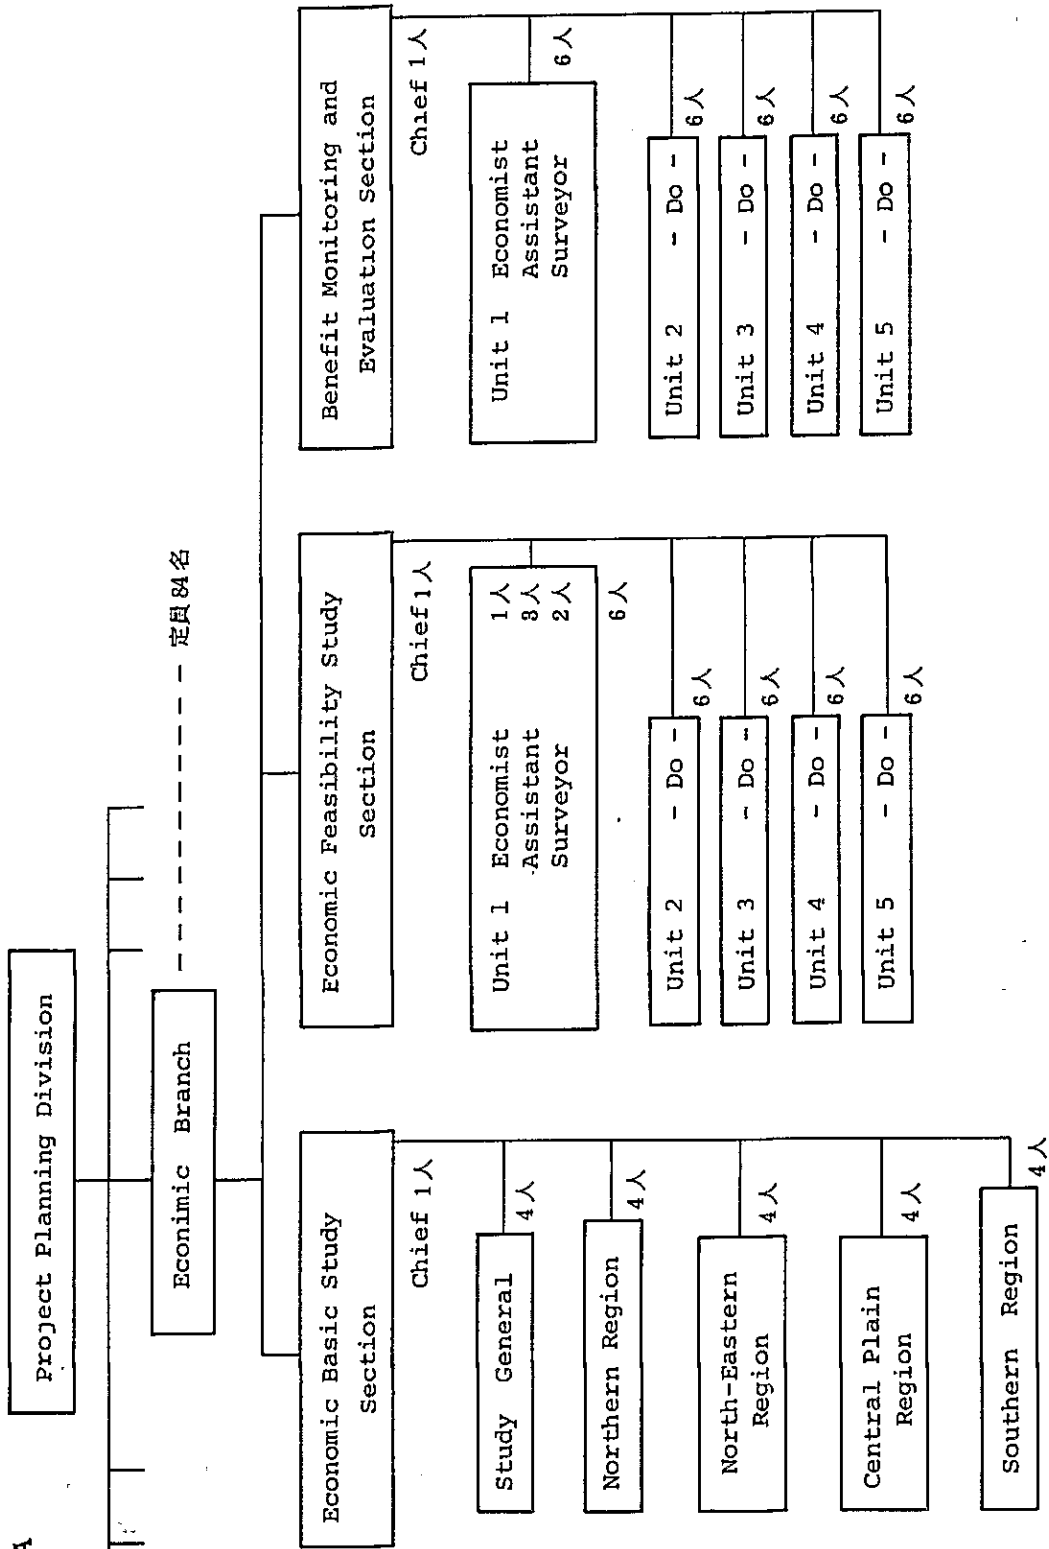 A
Project Planning Division
Econimic Branch
定員84名
Economic Basic Study
Section
Chief 1人
Study General
4人
Northern Region
4人
North-Eastern
Region
4人
Central Plain
Region
4人
Southern Region
4人
Economic Feasibility Study
Section
Chief1人
Unit 1 Economist 1人
Assistant 3人
Surveyor 2人
6人
Unit 2 - Do -
6人
Unit 3 - Do -
6人
Unit 4 - Do -
6人
Unit 5 - Do -
6人
Benefit Monitoring and
Evaluation Section
Chief 1人
Unit 1 Economist
Assistant
Surveyor
6人
Unit 2 - Do -
6人
Unit 3 - Do -
6人
Unit 4 - Do -
6人
Unit 5 - Do -
6人